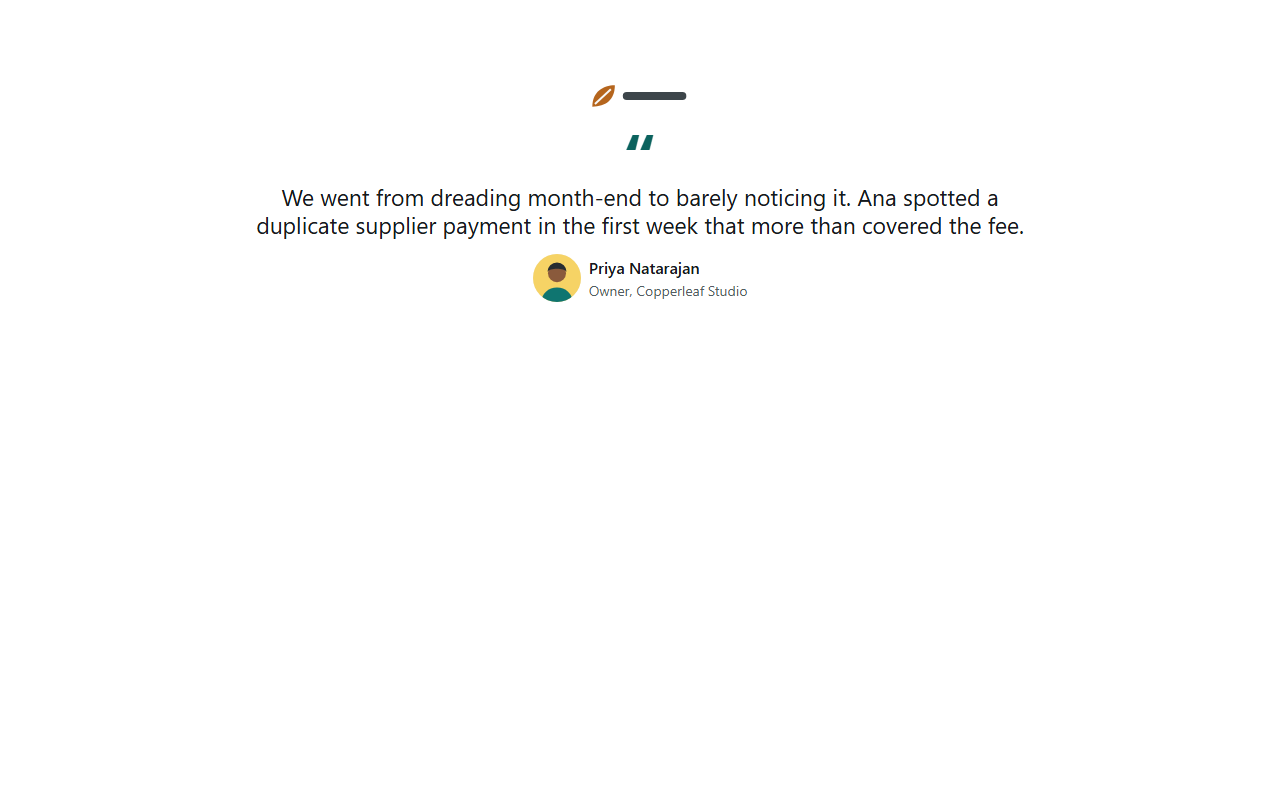 “
We went from dreading month-end to barely noticing it. Ana spotted a
duplicate supplier payment in the first week that more than covered the fee.
Priya Natarajan
Owner, Copperleaf Studio